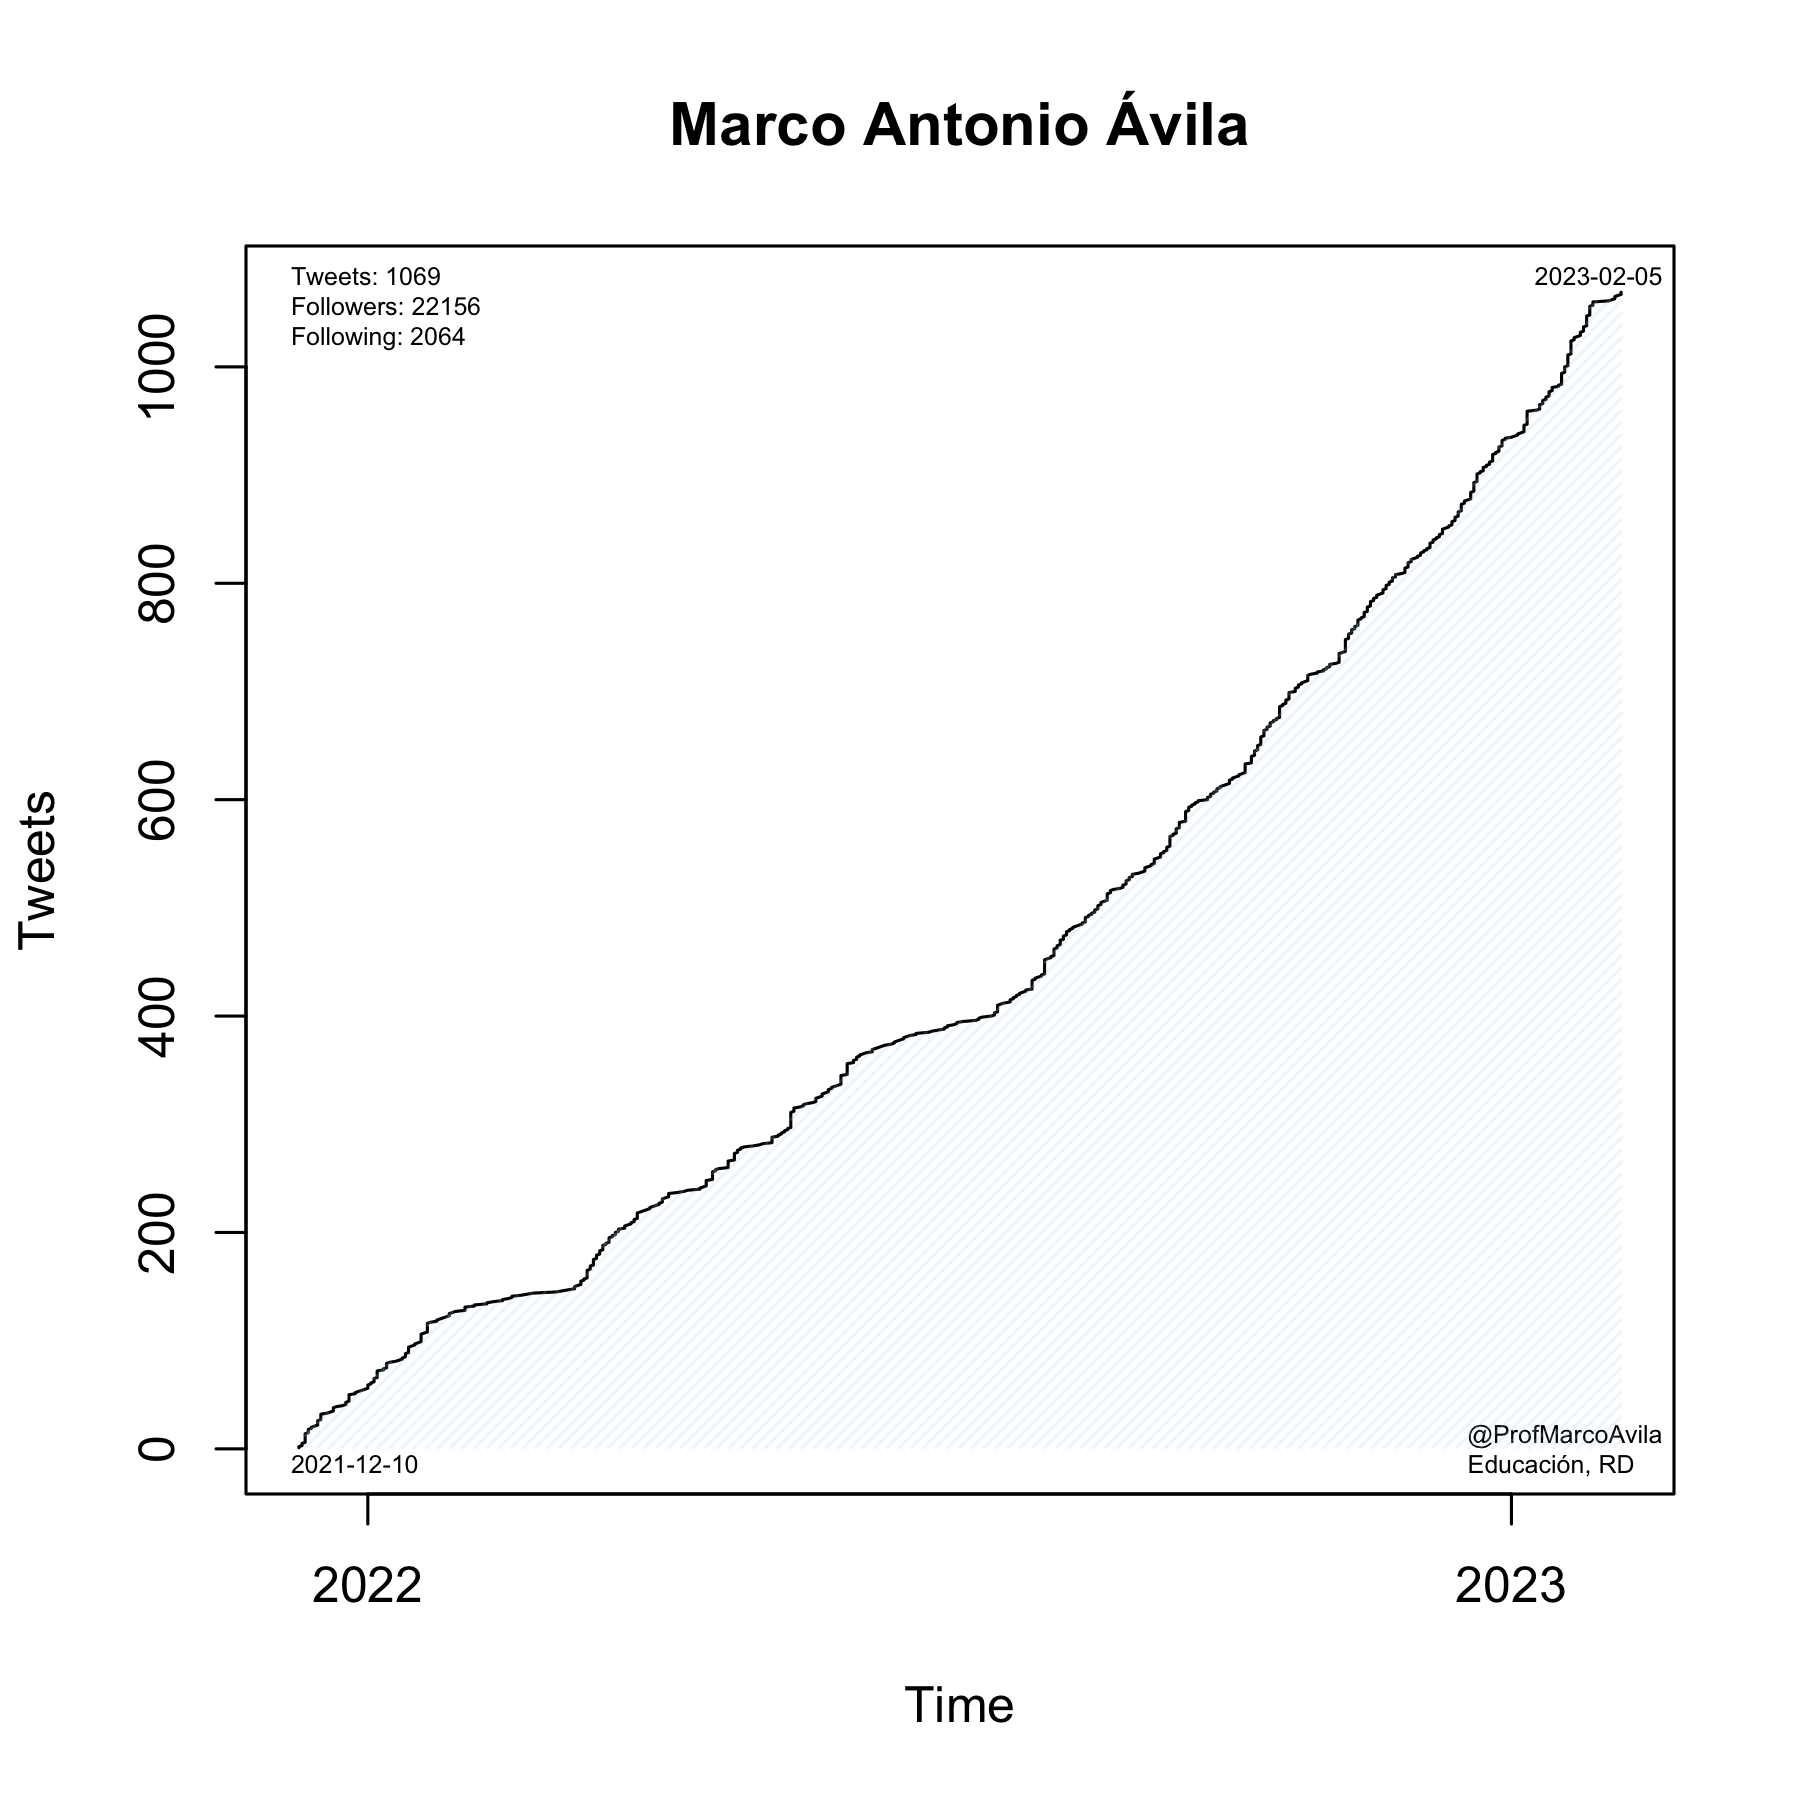 Marco Antonio Ávila
Tweets: 1069
Followers: 22156
Following: 2064
2023-02-05
1000
800
600
400
200
0
Tweets
@ProfMarcoAvila
Educación, RD
2021-12-10
2022
2023
Time